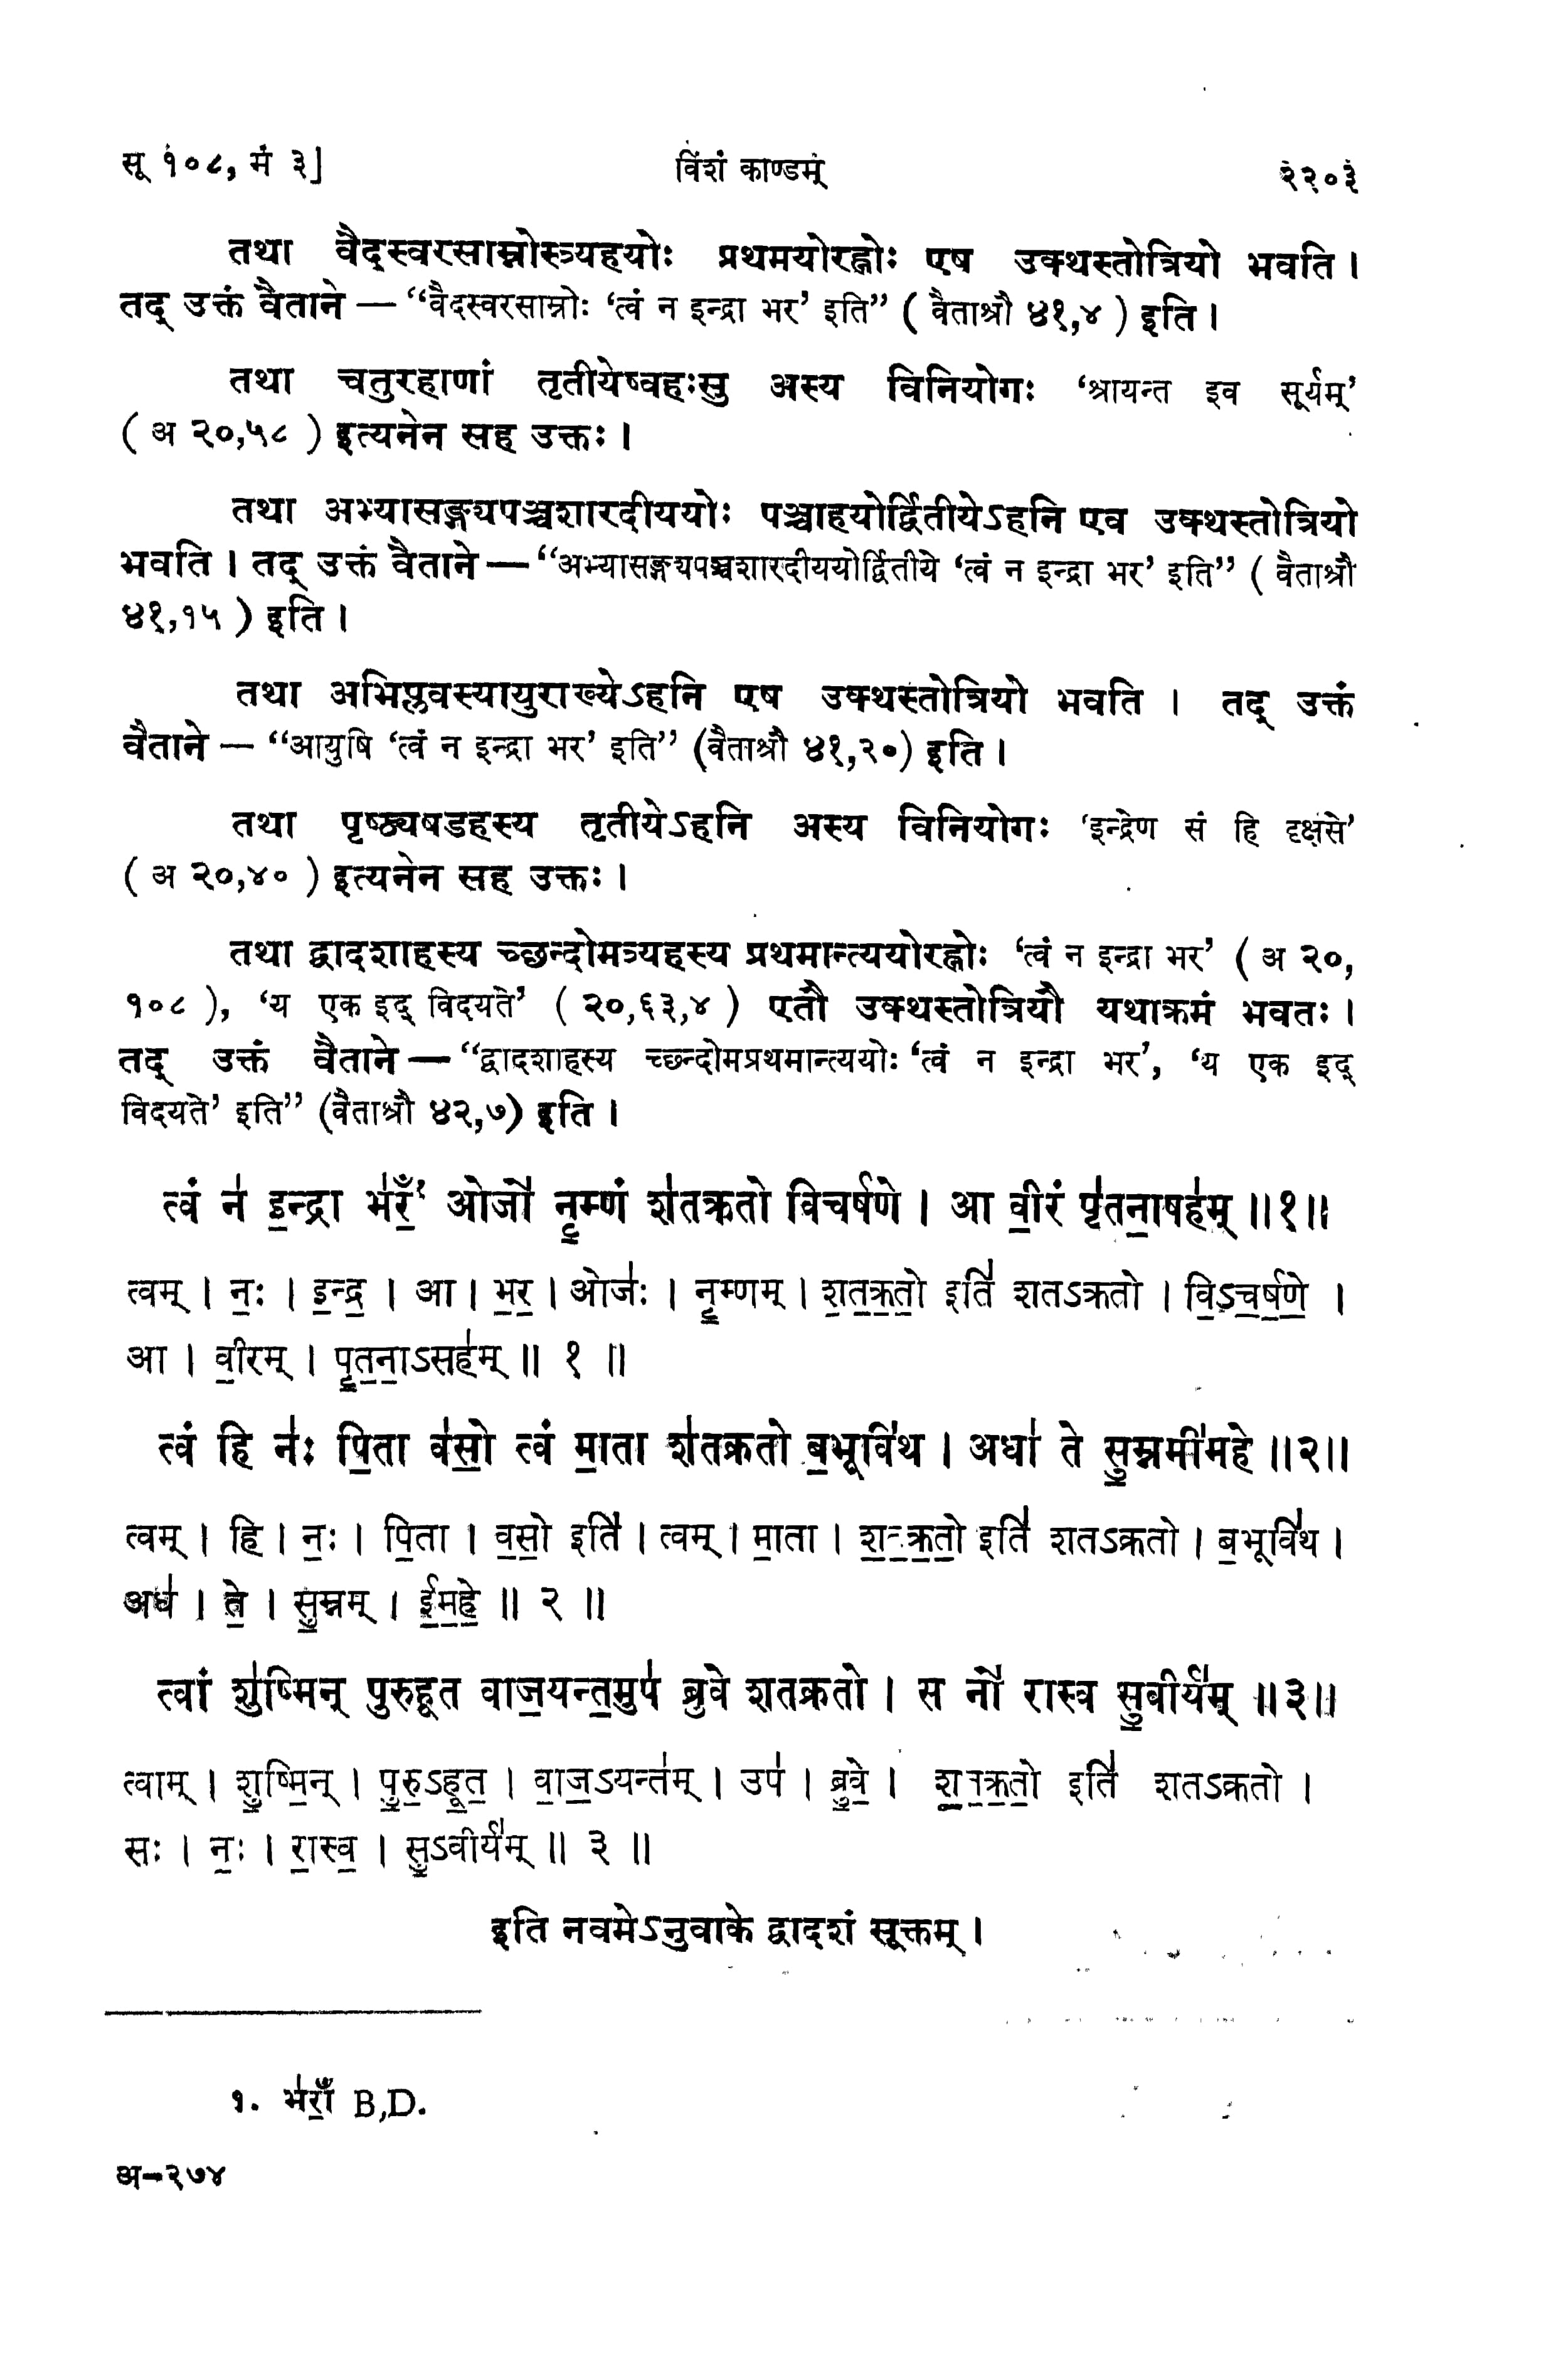 सू १०८, मं ३] विंशं काण्डम् २२०३
तथा वैदस्वरसाम्नोस्त्र्यहयोः प्रथमयोरह्नोः एष उक्थस्तोत्रियो भवति ।
तद् उक्तं वैताने — “वैदस्वरसाम्नोः ‘त्वं न इन्द्रा भर’ इति” ( वैताश्रौ ४१,४ ) इति ।
तथा चतुरहाणां तृतीयेष्वहःसु अस्य विनियोगः ‘श्रायन्त इव सूर्यम्’
( अ २०,५८ ) इत्यनेन सह उक्तः ।
तथा अभ्यासङ्ग्यपञ्चशारदीययोः पञ्चाहयोर्द्वितीयेऽहनि एव उक्थस्तोत्रियो
भवति । तद् उक्तं वैताने — “अभ्यासङ्ग्यपञ्चशारदीययोर्द्वितीये ‘त्वं न इन्द्रा भर’ इति” ( वैताश्रौ
४१,१५ ) इति ।
तथा अभिप्लवस्यायुराख्येऽहनि एष उक्थस्तोत्रियो भवति । तद् उक्तं
वैताने — “आयुषि ‘त्वं न इन्द्रा भर’ इति” (वैताश्रौ ४१,२०) इति ।
तथा पृष्ठ्यषडहस्य तृतीयेऽहनि अस्य विनियोगः ‘इन्द्रेण सं हि दृक्षसे’
( अ २०,४० ) इत्यनेन सह उक्तः ।
तथा द्वादशाहस्य च्छन्दोमत्र्यहस्य प्रथमान्त्ययोरह्नोः ‘त्वं न इन्द्रा भर’ ( अ २०,
१०८ ), ‘य एक इद् विदयते’ ( २०,६३,४ ) एतौ उक्थस्तोत्रियौ यथाक्रमं भवतः ।
तद् उक्तं वैताने — “द्वादशाहस्य च्छन्दोमप्रथमान्त्ययोः ‘त्वं न इन्द्रा भर’, ‘य एक इद्
विदयते’ इति” (वैताश्रौ ४२,७) इति ।
त्वं न॑ इ॒न्द्रा भ॑रँ॒¹ ओजो॑ नृ॒म्णं श॑तक्रतो विचर्षणे । आ वी॒रं पृ॑तना॒षह॑म् ॥१॥
त्वम् । नः॒ । इ॒न्द्र॒ । आ । भ॒र॒ । ओजः॑ । नृ॒म्णम् । श॒त॒क्र॒तो॒ इति॑ शतऽक्रतो । वि॒ऽच॒र्ष॒णे॒ ।
आ । वी॒रम् । पृ॒त॒ना॒ऽसह॑म् ॥ १ ॥
त्वं हि नः॑ पि॒ता व॑सो॒ त्वं मा॒ता श॑तक्रतो ब॒भूवि॑थ । अधा॑ ते सु॒म्नमी॑महे ॥२॥
त्वम् । हि । नः॒ । पि॒ता । व॒सो॒ इति॑ । त्वम् । मा॒ता । श॒त॒क्र॒तो॒ इति॑ शतऽक्रतो । ब॒भूवि॑थ ।
अध॑ । ते॒ । सु॒म्नम् । ई॒म॒हे॒ ॥ २ ॥
त्वां शु॑ष्मिन् पुरुहूत वाज॒यन्त॒मुप॑ ब्रुवे शतक्रतो । स नो॑ रास्व सु॒वीर्य॑म् ॥३॥
त्वाम् । शु॒ष्मि॒न् । पु॒रु॒ऽहू॒त॒ । वा॒ज॒ऽयन्त॑म् । उप॑ । ब्रु॒वे॒ । श॒त॒क्र॒तो॒ इति॑ शतऽक्रतो ।
सः । नः॒ । रा॒स्व॒ । सु॒ऽवीर्य॑म् ॥ ३ ॥
इति नवमेऽनुवाके द्वादशं सूक्तम् ।
१. भ॑राँ॒ B,D.
अ-२७४